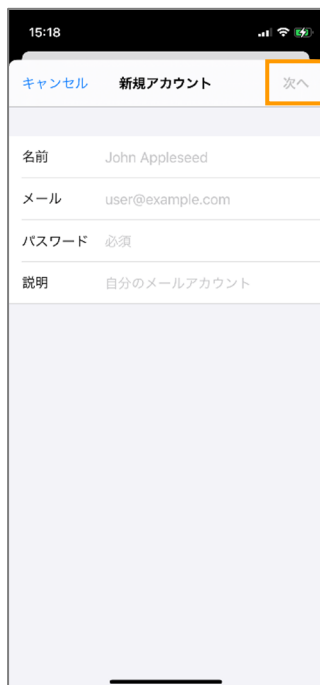 15:18
キャンセル 新規アカウント 次へ
名前 John Appleseed
メール user@example.com
パスワード 必須
説明 自分のメールアカウント